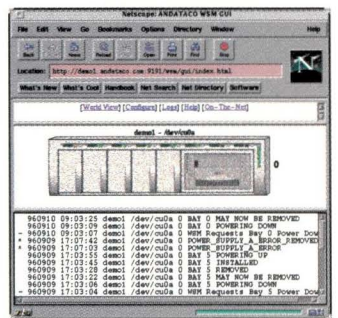 Netscape: ANDATACO WSM GUI
File Edit View Go Bookmarks Options Directory Window Help
Back Home Reload Open Print Find Stop
Location: http://demo1.andataco.com:9191/wsm/gui/index.html
N
What's New What's Cool Handbook Net Search Net Directory Software
[World View] [Configure] [Logs] [Help] [On-The-Net]
demo1 - /dev/cu0a
0
960910 09:03:25 demo1 /dev/cu0a 0 BAY 0 MAY NOW BE REMOVED
960910 09:03:09 demo1 /dev/cu0a 0 BAY 0 POWERING DOWN
- 960910 09:03:07 demo1 /dev/cu0a 0 WSM Requests Bay 0 Power Dow
* 960909 17:07:42 demo1 /dev/cu0a 0 POWER_SUPPLY_A_ERROR_REMOVED
* 960909 17:07:03 demo1 /dev/cu0a 0 POWER_SUPPLY_A_ERROR
960909 17:03:55 demo1 /dev/cu0a 0 BAY 5 POWERING UP
960909 17:03:45 demo1 /dev/cu0a 0 BAY 5 INSTALLED
960909 17:03:28 demo1 /dev/cu0a 0 BAY 5 REMOVED
960909 17:03:22 demo1 /dev/cu0a 0 BAY 5 MAY NOW BE REMOVED
960909 17:03:06 demo1 /dev/cu0a 0 BAY 5 POWERING DOWN
- 960909 17:03:04 demo1 /dev/cu0a 0 WSM Requests Bay 5 Power Dow